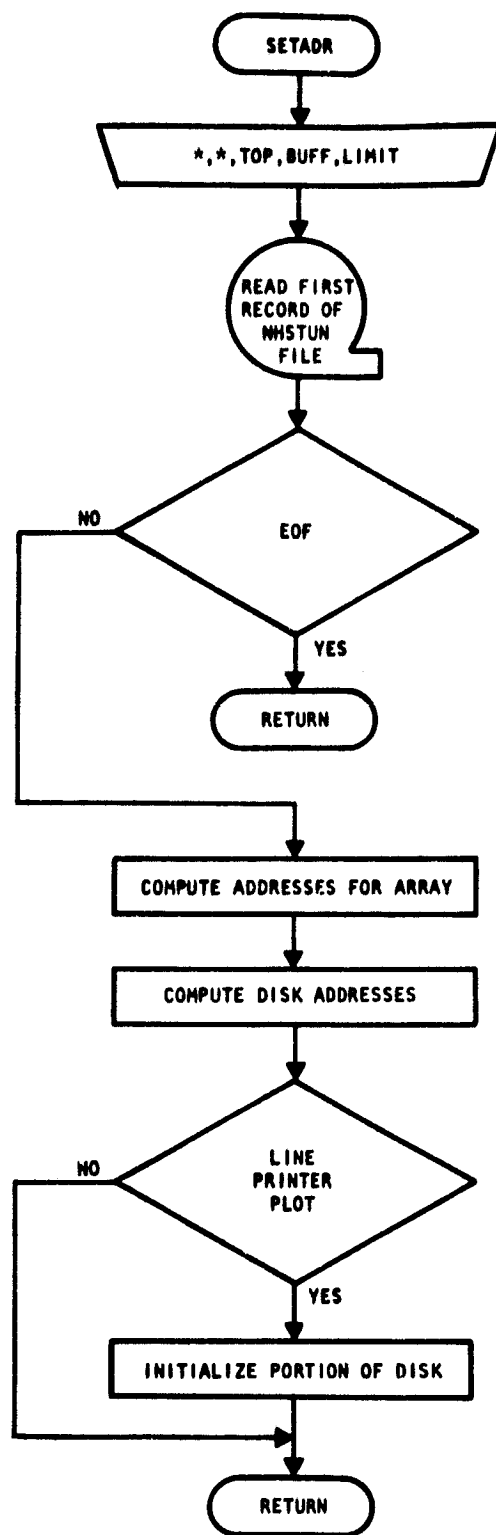 SETADR
*,*,TOP,BUFF,LIMIT
READ FIRST
RECORD OF
NHSTUN
FILE
EOF
NO
YES
RETURN
COMPUTE ADDRESSES FOR ARRAY
COMPUTE DISK ADDRESSES
LINE
PRINTER
PLOT
NO
YES
INITIALIZE PORTION OF DISK
RETURN